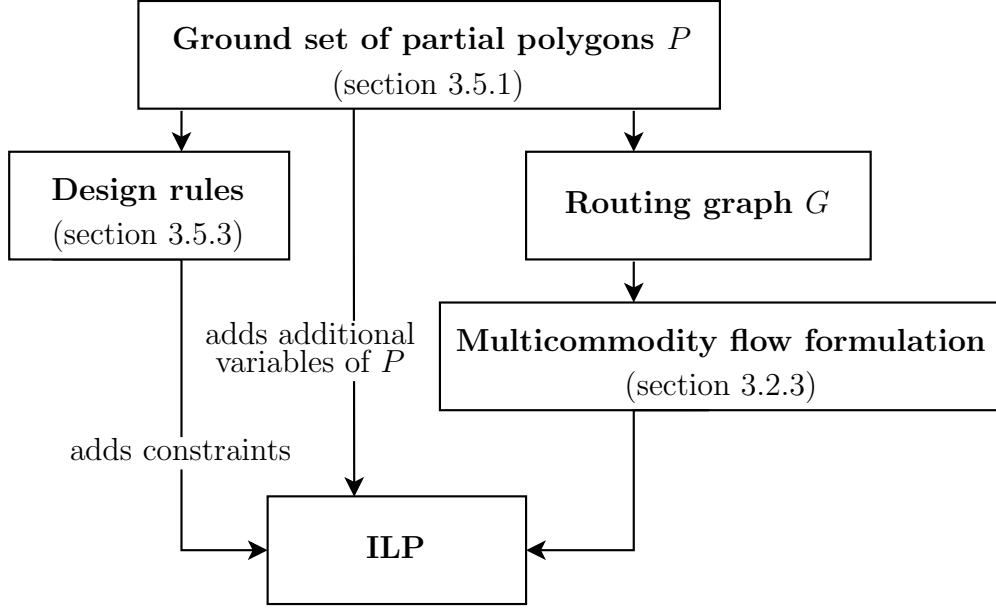 Ground set of partial polygons P
(section 3.5.1)
Design rules
(section 3.5.3)
Routing graph G
adds additional
variables of P
Multicommodity flow formulation
(section 3.2.3)
adds constraints
ILP